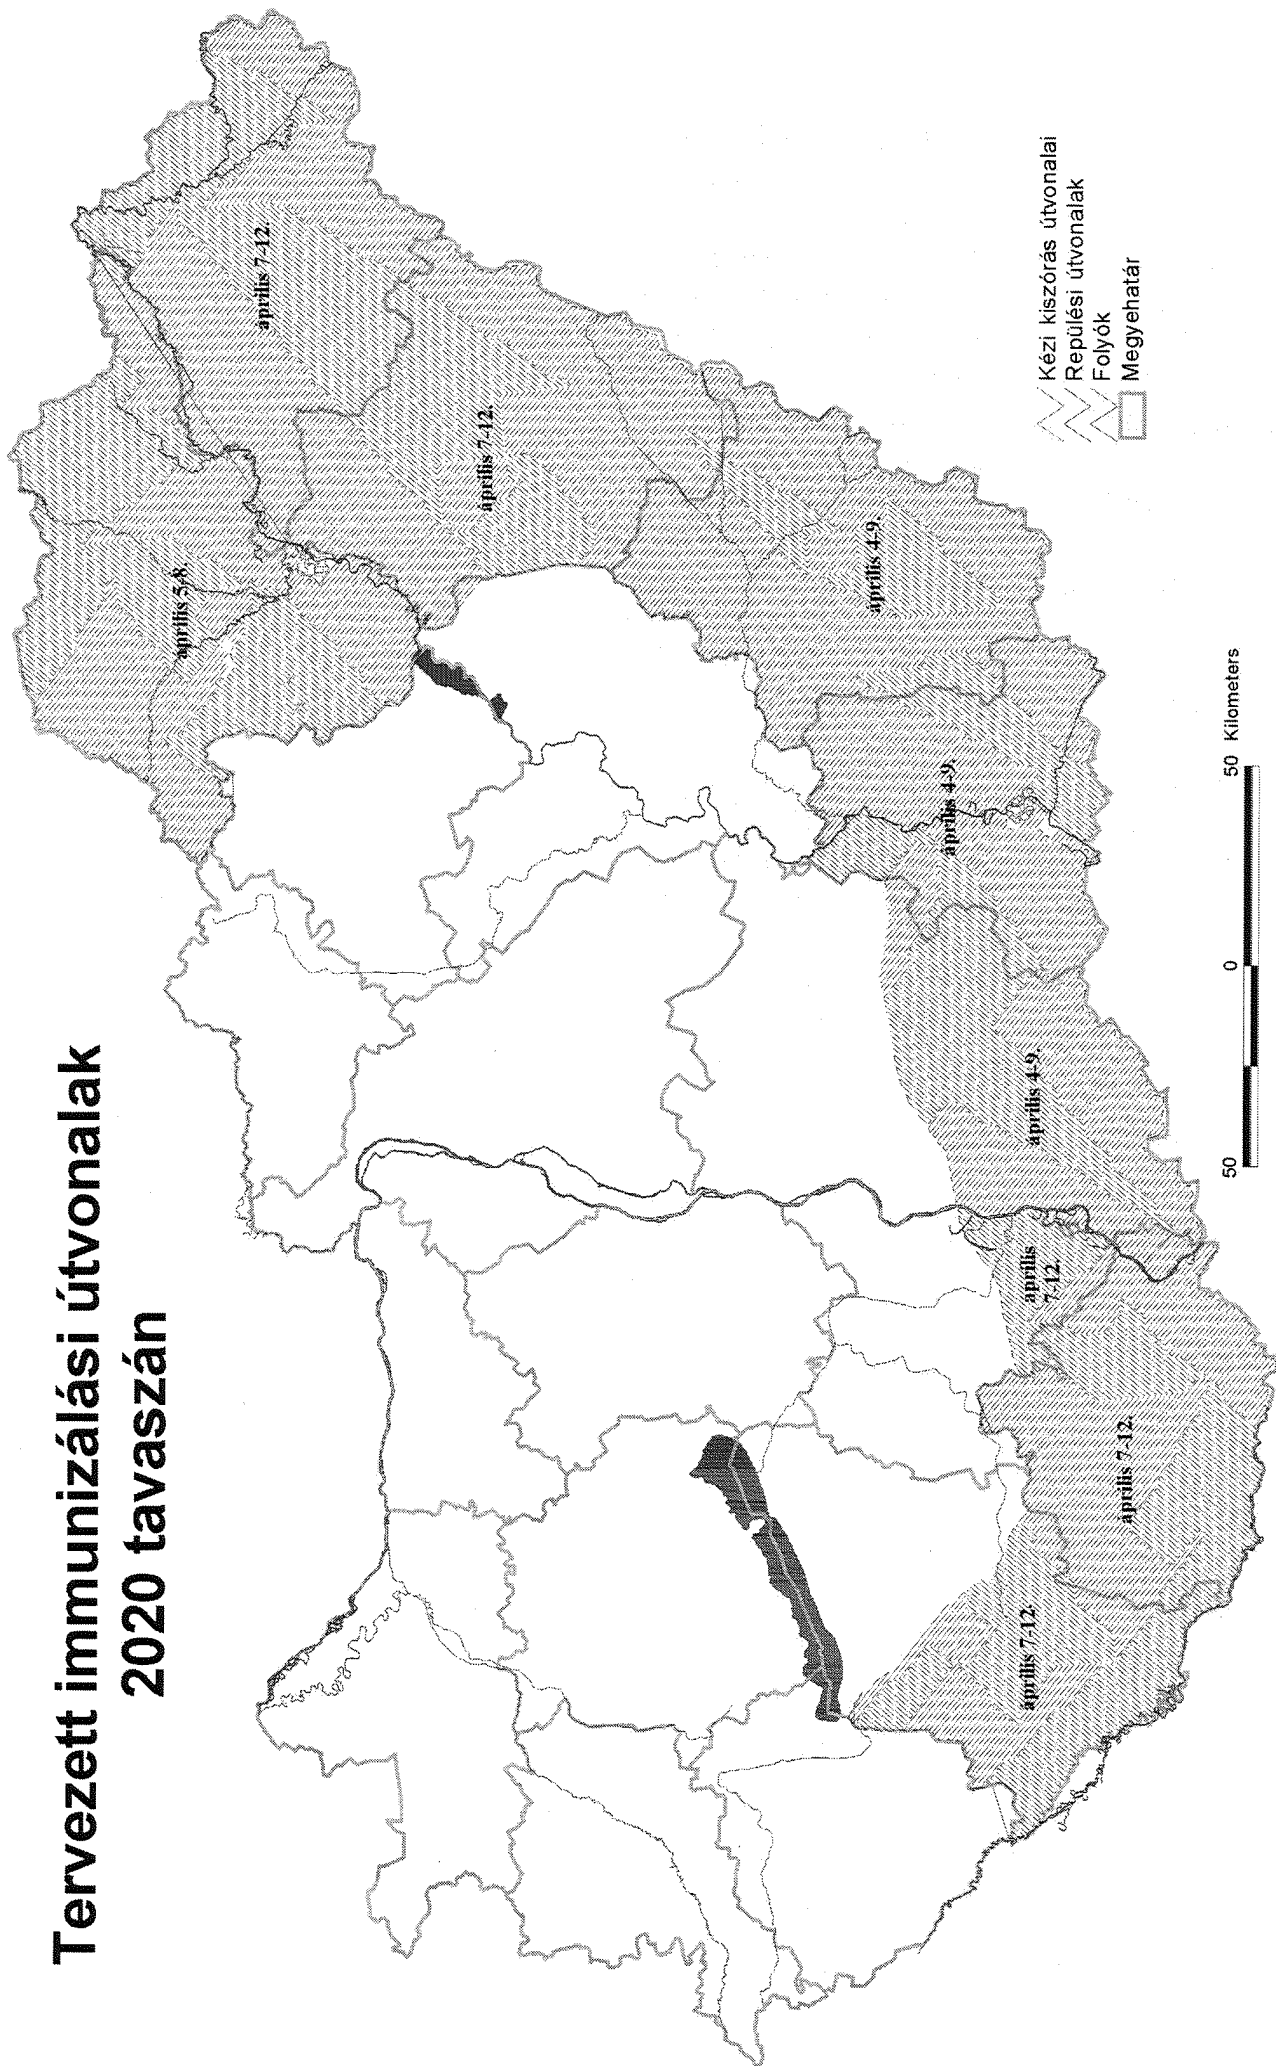 Tervezett immunizálási útvonalak
2020 tavaszán
április 5-8.
április 7-12.
április 7-12.
április 4-9.
április 4-9.
április 4-9.
április
7-12.
április 7-12.
április 7-12.
Kézi kiszórás útvonalai
Repülési útvonalak
Folyók
Megyehatár
50 0 50 Kilometers